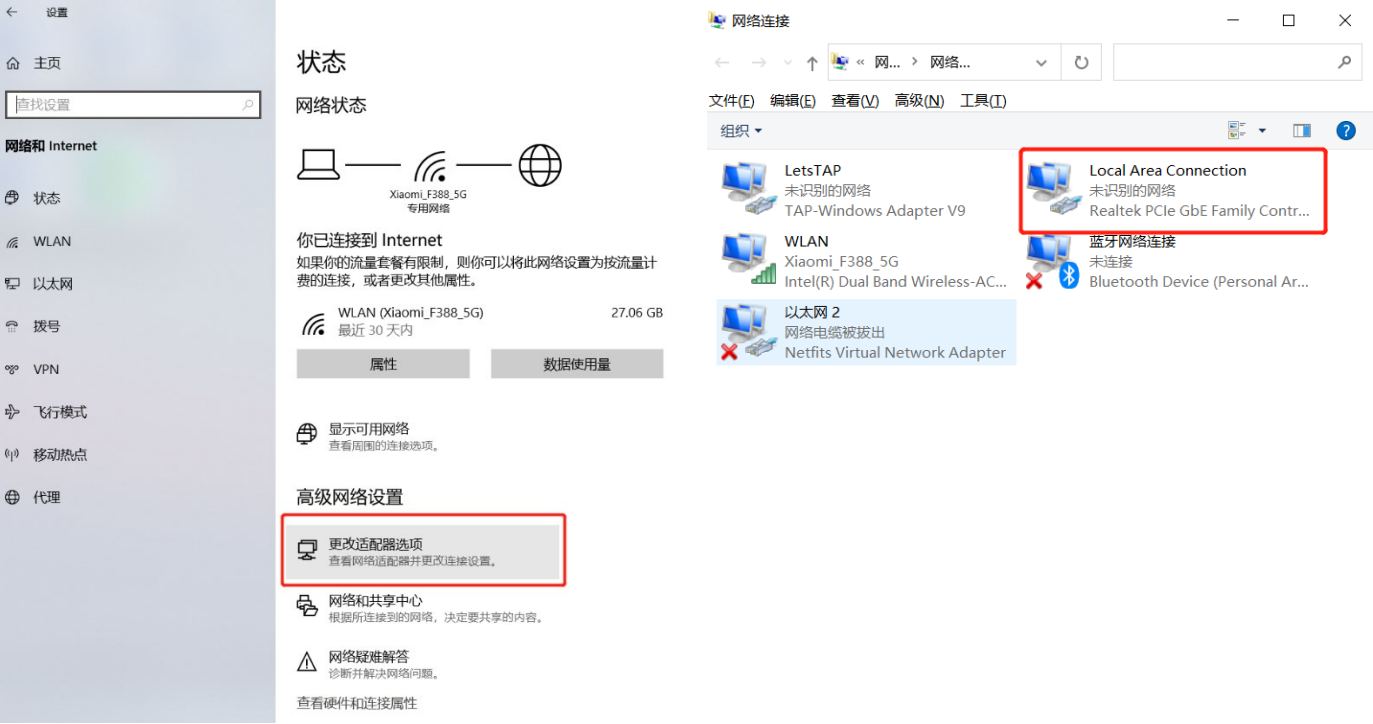 设置
主页
查找设置
网络和 Internet
状态
WLAN
以太网
拨号
VPN
飞行模式
移动热点
代理
状态
网络状态
Xiaomi_F388_5G
专用网络
你已连接到 Internet
如果你的流量套餐有限制，则你可以将此网络设置为按流量计
费的连接，或者更改其他属性。
WLAN (Xiaomi_F388_5G)
27.06 GB
最近 30 天内
属性
数据使用量
显示可用网络
查看周围的连接选项。
高级网络设置
更改适配器选项
查看网络适配器并更改连接设置。
网络和共享中心
根据所连接到的网络，决定要共享的内容。
网络疑难解答
诊断并解决网络问题。
查看硬件和连接属性
网络连接
« 网... › 网络...
文件(F) 编辑(E) 查看(V) 高级(N) 工具(T)
组织
LetsTAP
未识别的网络
TAP-Windows Adapter V9
Local Area Connection
未识别的网络
Realtek PCIe GbE Family Contr...
WLAN
Xiaomi_F388_5G
Intel(R) Dual Band Wireless-AC...
蓝牙网络连接
未连接
Bluetooth Device (Personal Ar...
以太网 2
网络电缆被拔出
Netfits Virtual Network Adapter